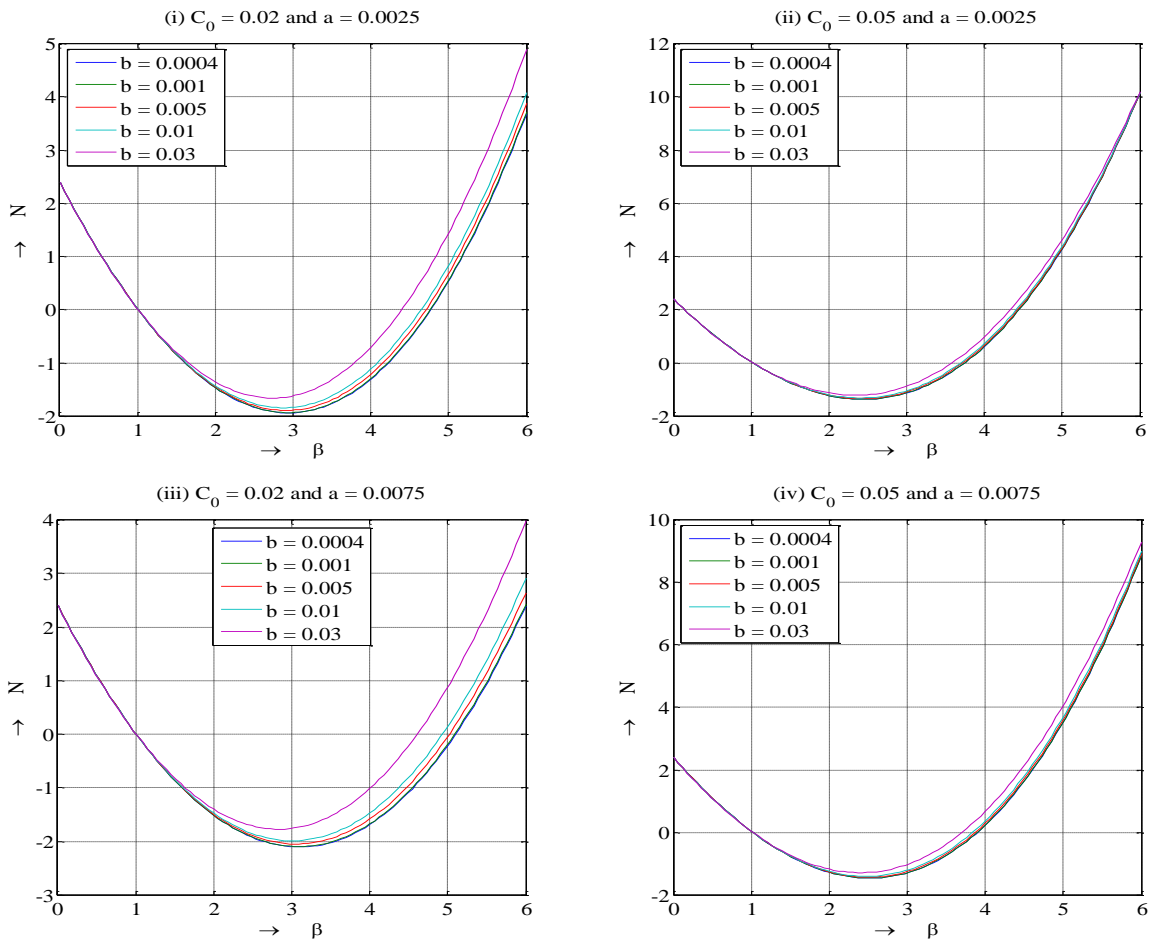 (i) C0 = 0.02 and a = 0.0025
5
4
3
2
1
0
-1
-2
→ N
b = 0.0004
b = 0.001
b = 0.005
b = 0.01
b = 0.03
0 1 2 3 4 5 6
→ β
(ii) C0 = 0.05 and a = 0.0025
12
10
8
6
4
2
0
-2
→ N
b = 0.0004
b = 0.001
b = 0.005
b = 0.01
b = 0.03
0 1 2 3 4 5 6
→ β
(iii) C0 = 0.02 and a = 0.0075
4
3
2
1
0
-1
-2
-3
→ N
b = 0.0004
b = 0.001
b = 0.005
b = 0.01
b = 0.03
0 1 2 3 4 5 6
→ β
(iv) C0 = 0.05 and a = 0.0075
10
8
6
4
2
0
-2
→ N
b = 0.0004
b = 0.001
b = 0.005
b = 0.01
b = 0.03
0 1 2 3 4 5 6
→ β